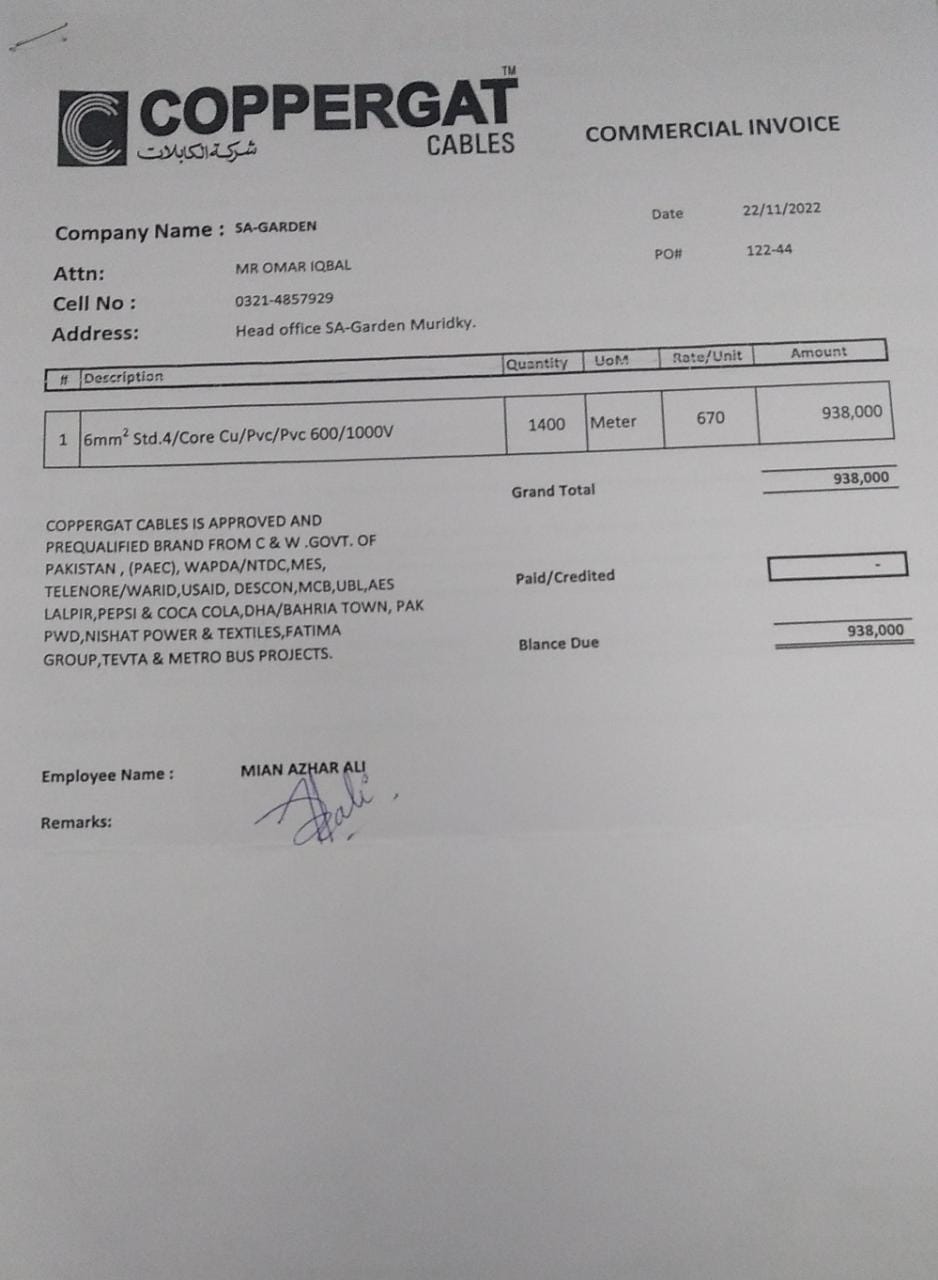 COPPERGAT TM
شركة الكابلات CABLES
COMMERCIAL INVOICE
Company Name : SA-GARDEN
Date 22/11/2022
Attn: MR OMAR IQBAL
PO# 122-44
Cell No : 0321-4857929
Address: Head office SA-Garden Muridky.
# Description Quantity UoM Rate/Unit Amount
1 6mm² Std.4/Core Cu/Pvc/Pvc 600/1000V 1400 Meter 670 938,000
Grand Total 938,000
COPPERGAT CABLES IS APPROVED AND
PREQUALIFIED BRAND FROM C & W .GOVT. OF
PAKISTAN , (PAEC), WAPDA/NTDC,MES,
TELENORE/WARID,USAID, DESCON,MCB,UBL,AES
LALPIR,PEPSI & COCA COLA,DHA/BAHRIA TOWN, PAK
PWD,NISHAT POWER & TEXTILES,FATIMA
GROUP,TEVTA & METRO BUS PROJECTS.
Paid/Credited -
Blance Due 938,000
Employee Name : MIAN AZHAR ALI
Remarks: